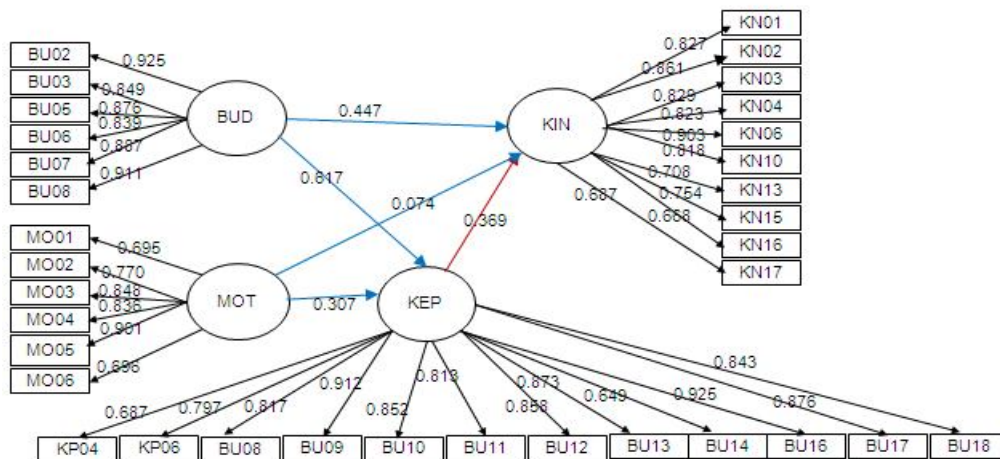 KN01
0.827
BU02
0.925
KN02
0.861
BU03
0.849
KN03
0.829
BU05
0.876
BUD
0.447
KIN
KN04
0.823
BU06
0.839
KN06
0.903
BU07
0.887
KN10
0.818
BU08
0.911
0.617
0.708
KN13
0.687
0.754
KN15
0.074
0.668
KN16
MO01
0.695
0.369
KN17
MO02
0.770
MO03
0.848
MOT
0.307
KEP
MO04
0.836
MO05
0.901
MO06
0.696
0.843
0.687
0.797
0.817
0.912
0.852
0.813
0.873
0.858
0.649
0.925
0.876
KP04
KP06
BU08
BU09
BU10
BU11
BU12
BU13
BU14
BU16
BU17
BU18